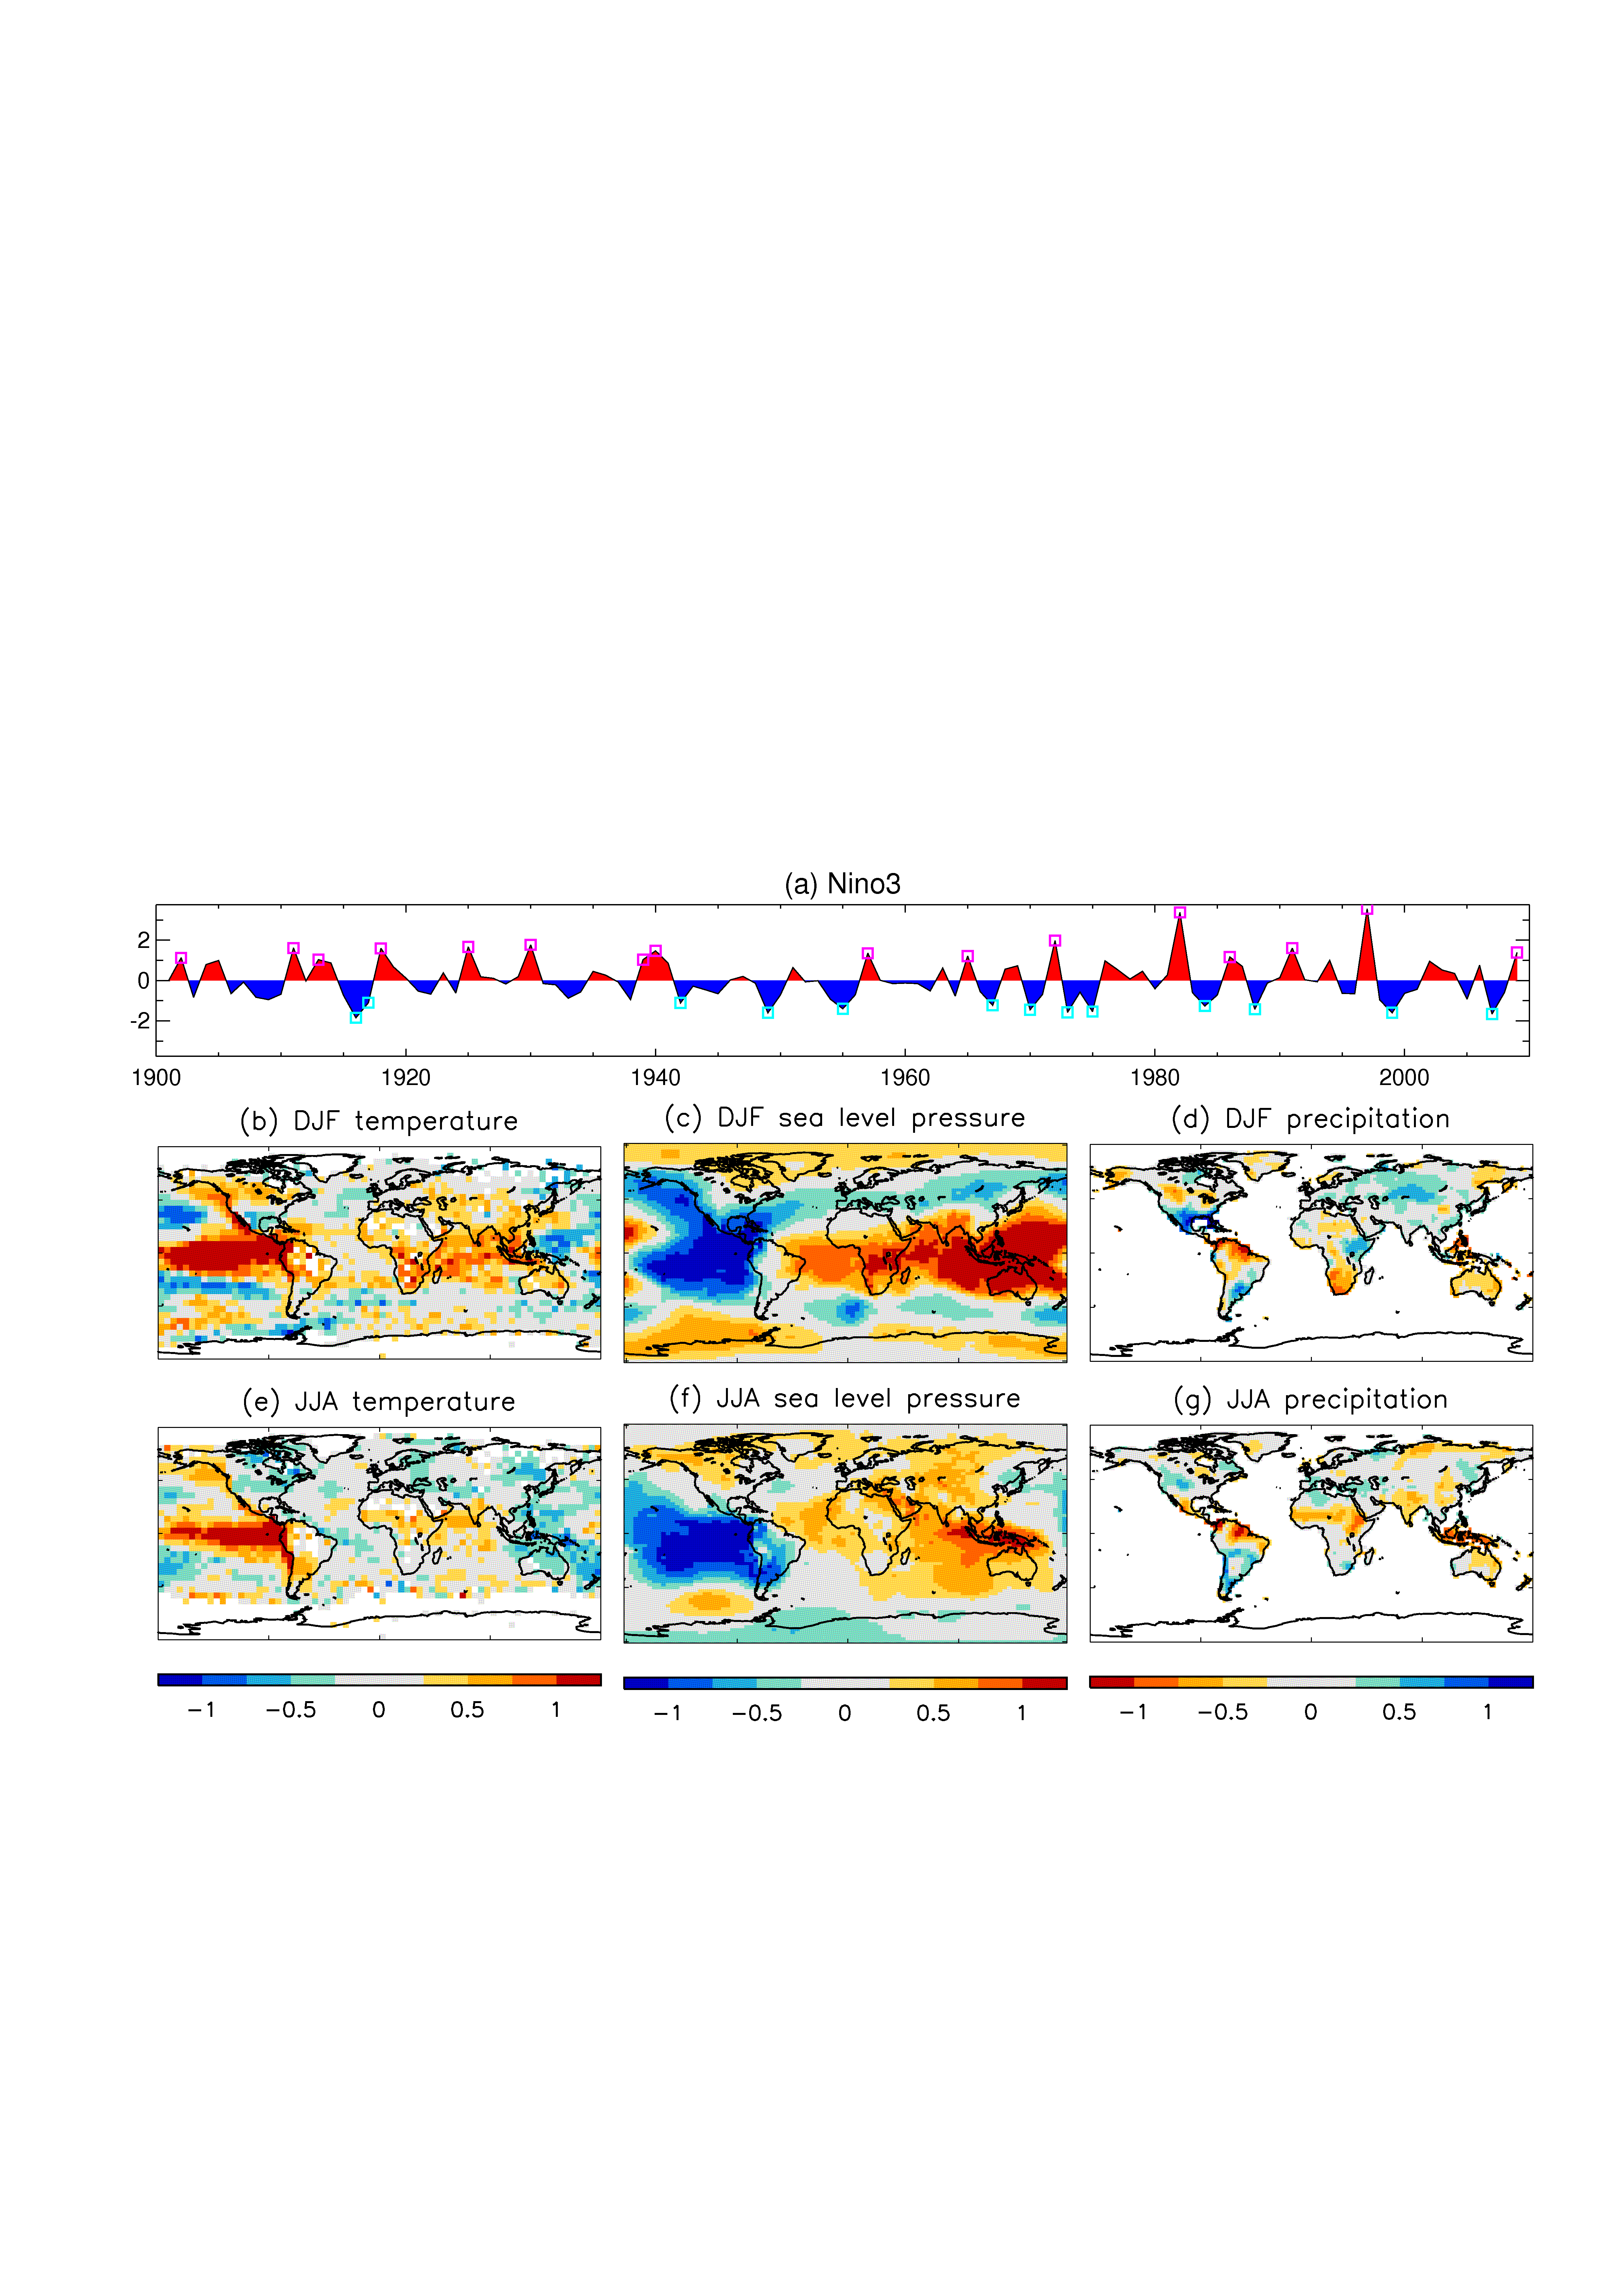 (a) Nino3
2
0
-2
1900 1920 1940 1960 1980 2000
(b) DJF temperature (c) DJF sea level pressure (d) DJF precipitation
(e) JJA temperature (f) JJA sea level pressure (g) JJA precipitation
−1 −0.5 0 0.5 1 −1 −0.5 0 0.5 1 −1 −0.5 0 0.5 1